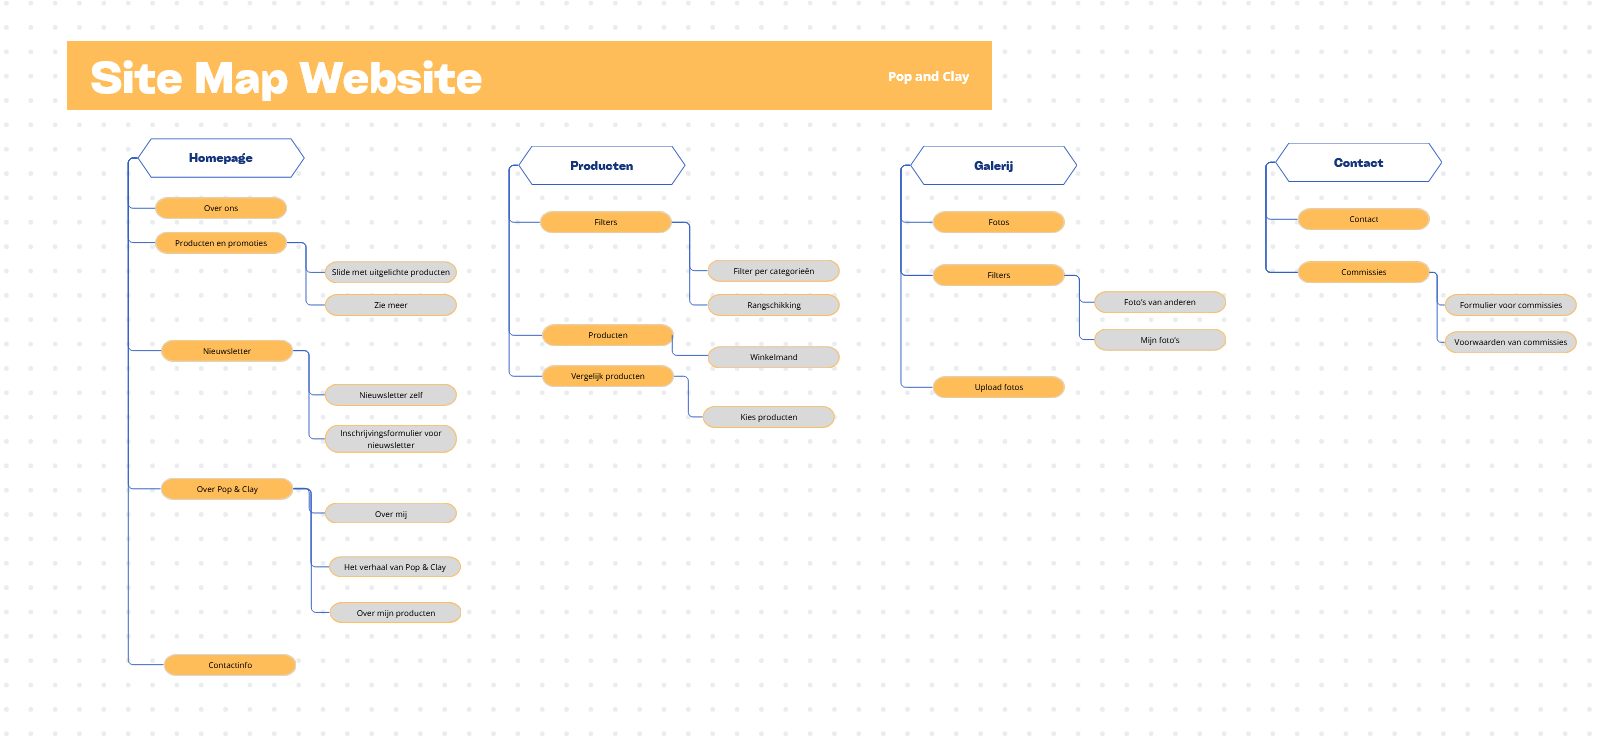 Site Map Website
Pop and Clay
Homepage
Over ons
Producten en promoties
Slide met uitgelichte producten
Zie meer
Nieuwsletter
Nieuwsletter zelf
Inschrijvingsformulier voor
nieuwsletter
Over Pop & Clay
Over mij
Het verhaal van Pop & Clay
Over mijn producten
Contactinfo
Producten
Filters
Filter per categorieën
Rangschikking
Producten
Winkelmand
Vergelijk producten
Kies producten
Galerij
Fotos
Filters
Foto's van anderen
Mijn foto's
Upload fotos
Contact
Contact
Commissies
Formulier voor commissies
Voorwaarden van commissies